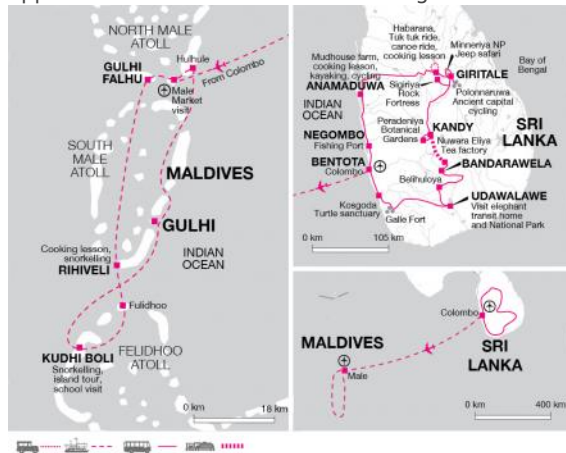 NORTH MALE
ATOLL
Hulhule
GULHI
FALHU
From Colombo
Male
Market
visit
SOUTH
MALE
ATOLL
MALDIVES
GULHI
INDIAN
OCEAN
Cooking lesson,
snorkelling
RIHIVELI
Fulidhoo
KUDHI BOLI
Snorkelling,
island tour,
school visit
FELIDHOO
ATOLL
0 km
18 km
Habarana,
Tuk tuk ride,
canoe ride,
cooking lesson
Minneriya NP
Jeep safari
Bay of
Bengal
Mudhouse farm,
cooking lesson,
kayaking, cycling
ANAMADUWA
Sigiriya
Rock
Fortress
GIRITALE
Polonnaruwa
Ancient capital
cycling
INDIAN
OCEAN
Peradeniya
Botanical
Gardens
KANDY
SRI
LANKA
NEGOMBO
Fishing Port
Nuwera Eliya
Tea factory
BENTOTA
Colombo
BANDARAWELA
Belihuloya
UDAWALAWE
Visit elephant
transit home
and National Park
Kosgoda
Turtle sanctuary
Galle Fort
0 km
105 km
Colombo
MALDIVES
SRI
LANKA
Male
0 km
400 km